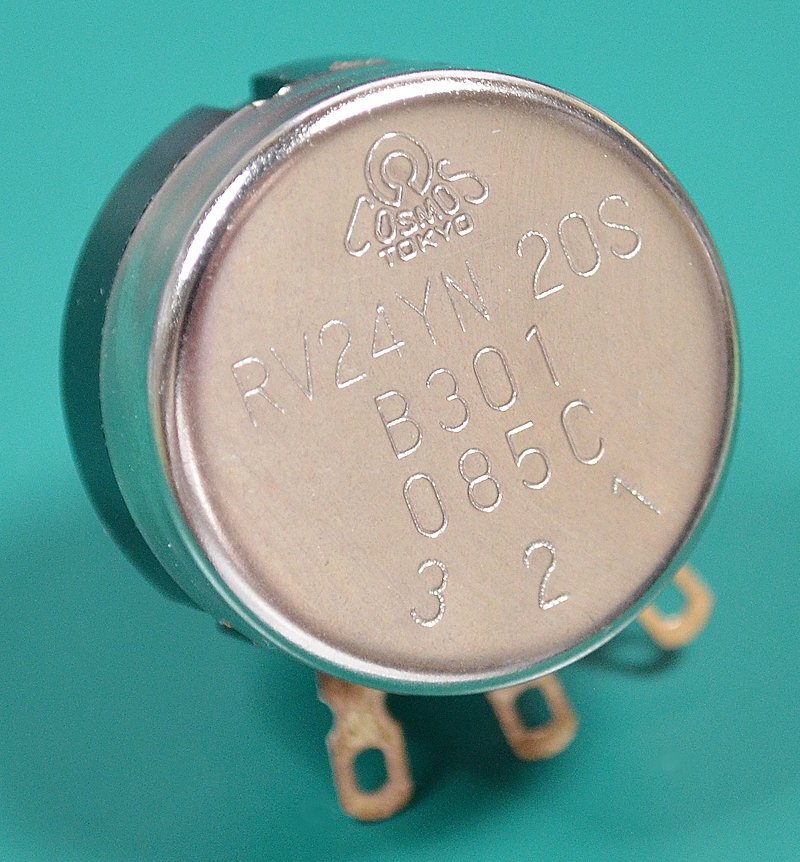 COSMOS
TOKYO
RV24YN 20S
B301
085C
3 2 1